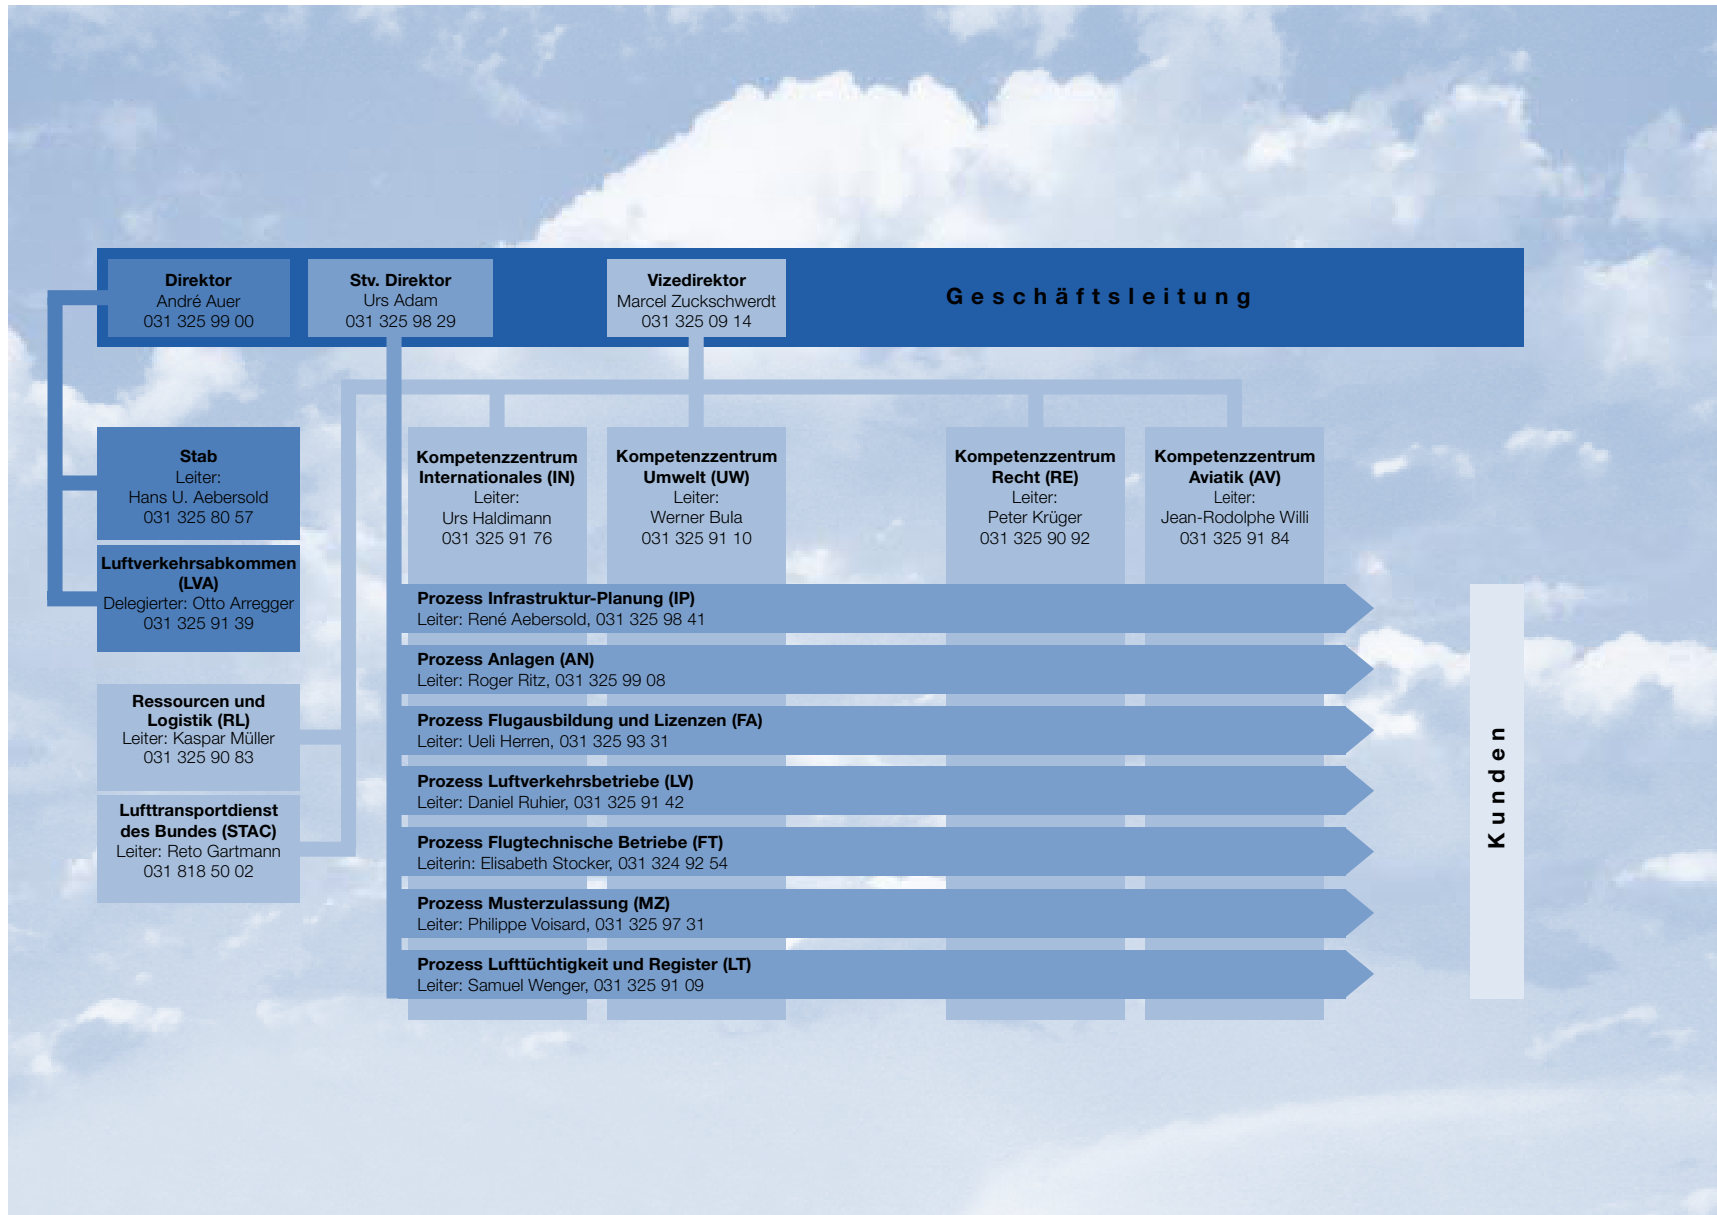 Direktor
André Auer
031 325 99 00
Stv. Direktor
Urs Adam
031 325 98 29
Vizedirektor
Marcel Zuckschwerdt
031 325 09 14
Geschäftsleitung
Stab
Leiter:
Hans U. Aebersold
031 325 80 57
Luftverkehrsabkommen
(LVA)
Delegierter: Otto Arregger
031 325 91 39
Ressourcen und
Logistik (RL)
Leiter: Kaspar Müller
031 325 90 83
Lufttransportdienst
des Bundes (STAC)
Leiter: Reto Gartmann
031 818 50 02
Kompetenzzentrum
Internationales (IN)
Leiter:
Urs Haldimann
031 325 91 76
Kompetenzzentrum
Umwelt (UW)
Leiter:
Werner Bula
031 325 91 10
Kompetenzzentrum
Recht (RE)
Leiter:
Peter Krüger
031 325 90 92
Kompetenzzentrum
Aviatik (AV)
Leiter:
Jean-Rodolphe Willi
031 325 91 84
Prozess Infrastruktur-Planung (IP)
Leiter: René Aebersold, 031 325 98 41
Prozess Anlagen (AN)
Leiter: Roger Ritz, 031 325 99 08
Prozess Flugausbildung und Lizenzen (FA)
Leiter: Ueli Herren, 031 325 93 31
Prozess Luftverkehrsbetriebe (LV)
Leiter: Daniel Ruhier, 031 325 91 42
Prozess Flugtechnische Betriebe (FT)
Leiterin: Elisabeth Stocker, 031 324 92 54
Prozess Musterzulassung (MZ)
Leiter: Philippe Voisard, 031 325 97 31
Prozess Lufttüchtigkeit und Register (LT)
Leiter: Samuel Wenger, 031 325 91 09
Kunden